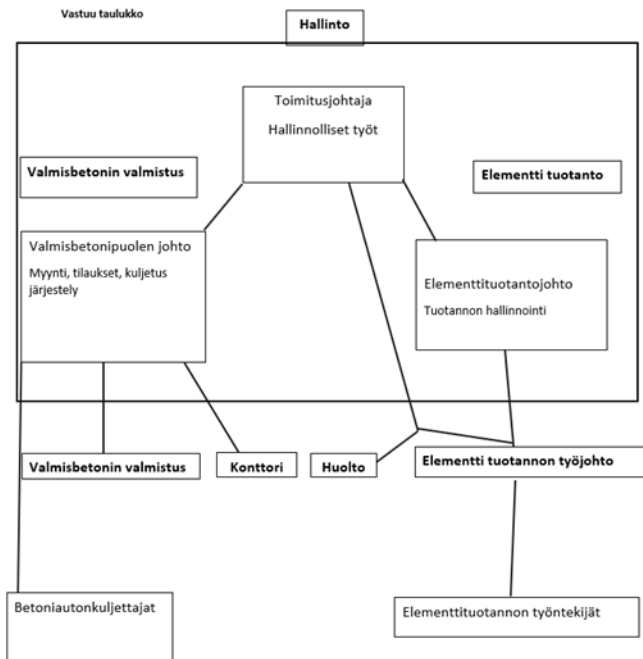 Vastuu taulukko
Hallinto
Toimitusjohtaja
Hallinnolliset työt
Valmisbetonin valmistus
Elementti tuotanto
Valmisbetonipuolen johto
Myynti, tilaukset, kuljetus
järjestely
Elementtituotantojohto
Tuotannon hallinnointi
Valmisbetonin valmistus
Konttori
Huolto
Elementti tuotannon työjohto
Betoniautonkuljettajat
Elementtituotannon työntekijät